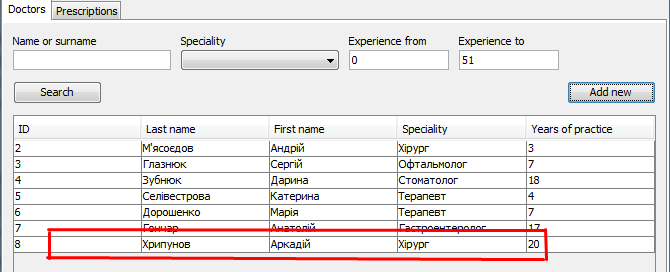 Doctors Prescriptions
Name or surname Speciality Experience from Experience to
0 51
Search Add new
ID Last name First name Speciality Years of practice
2 М'ясоєдов Андрій Хірург 3
3 Глазнюк Сергій Офтальмолог 7
4 Зубнюк Дарина Стоматолог 18
5 Селівестрова Катерина Терапевт 4
6 Дорошенко Марія Терапевт 7
7 Гончар Анатолій Гастроентеролог 17
8 Хрипунов Аркадій Хірург 20